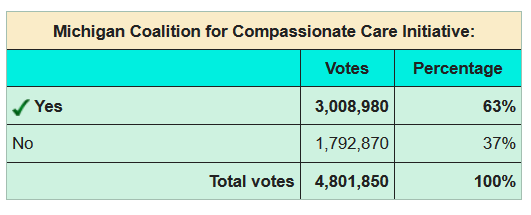 Michigan Coalition for Compassionate Care Initiative:
Votes Percentage
Yes 3,008,980 63%
No 1,792,870 37%
Total votes 4,801,850 100%